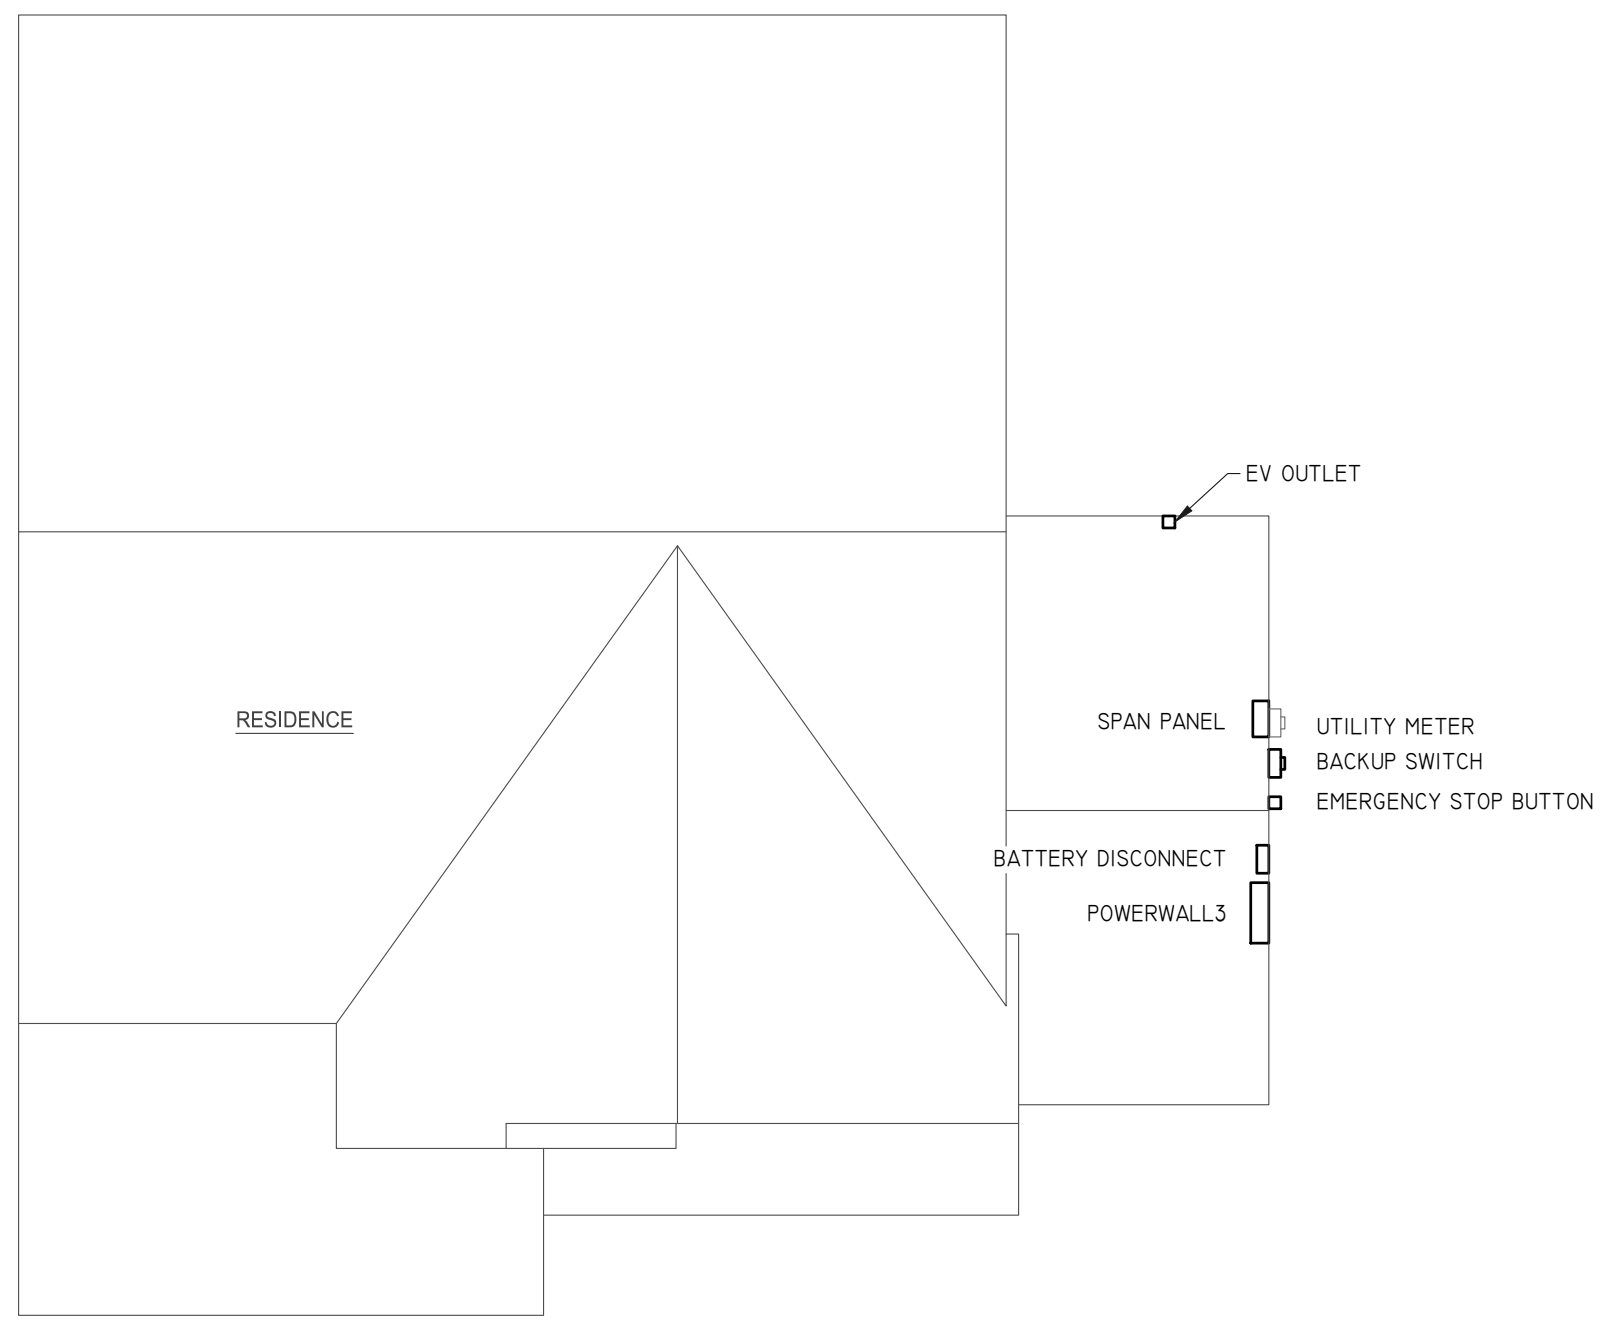 EV OUTLET
RESIDENCE
SPAN PANEL
UTILITY METER
BACKUP SWITCH
EMERGENCY STOP BUTTON
BATTERY DISCONNECT
POWERWALL3